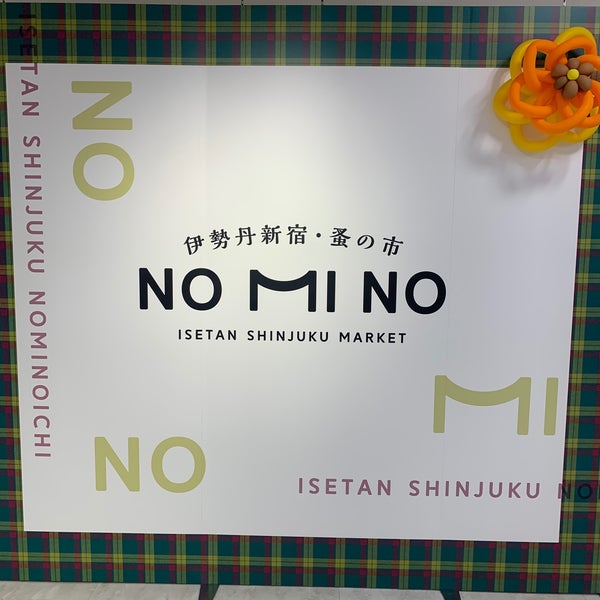 ISETAN SHINJUKU NOMINOICHI
NO
伊勢丹新宿・蚤の市
NO MI NO
ISETAN SHINJUKU MARKET
MI
NO
ISETAN SHINJUKU NO